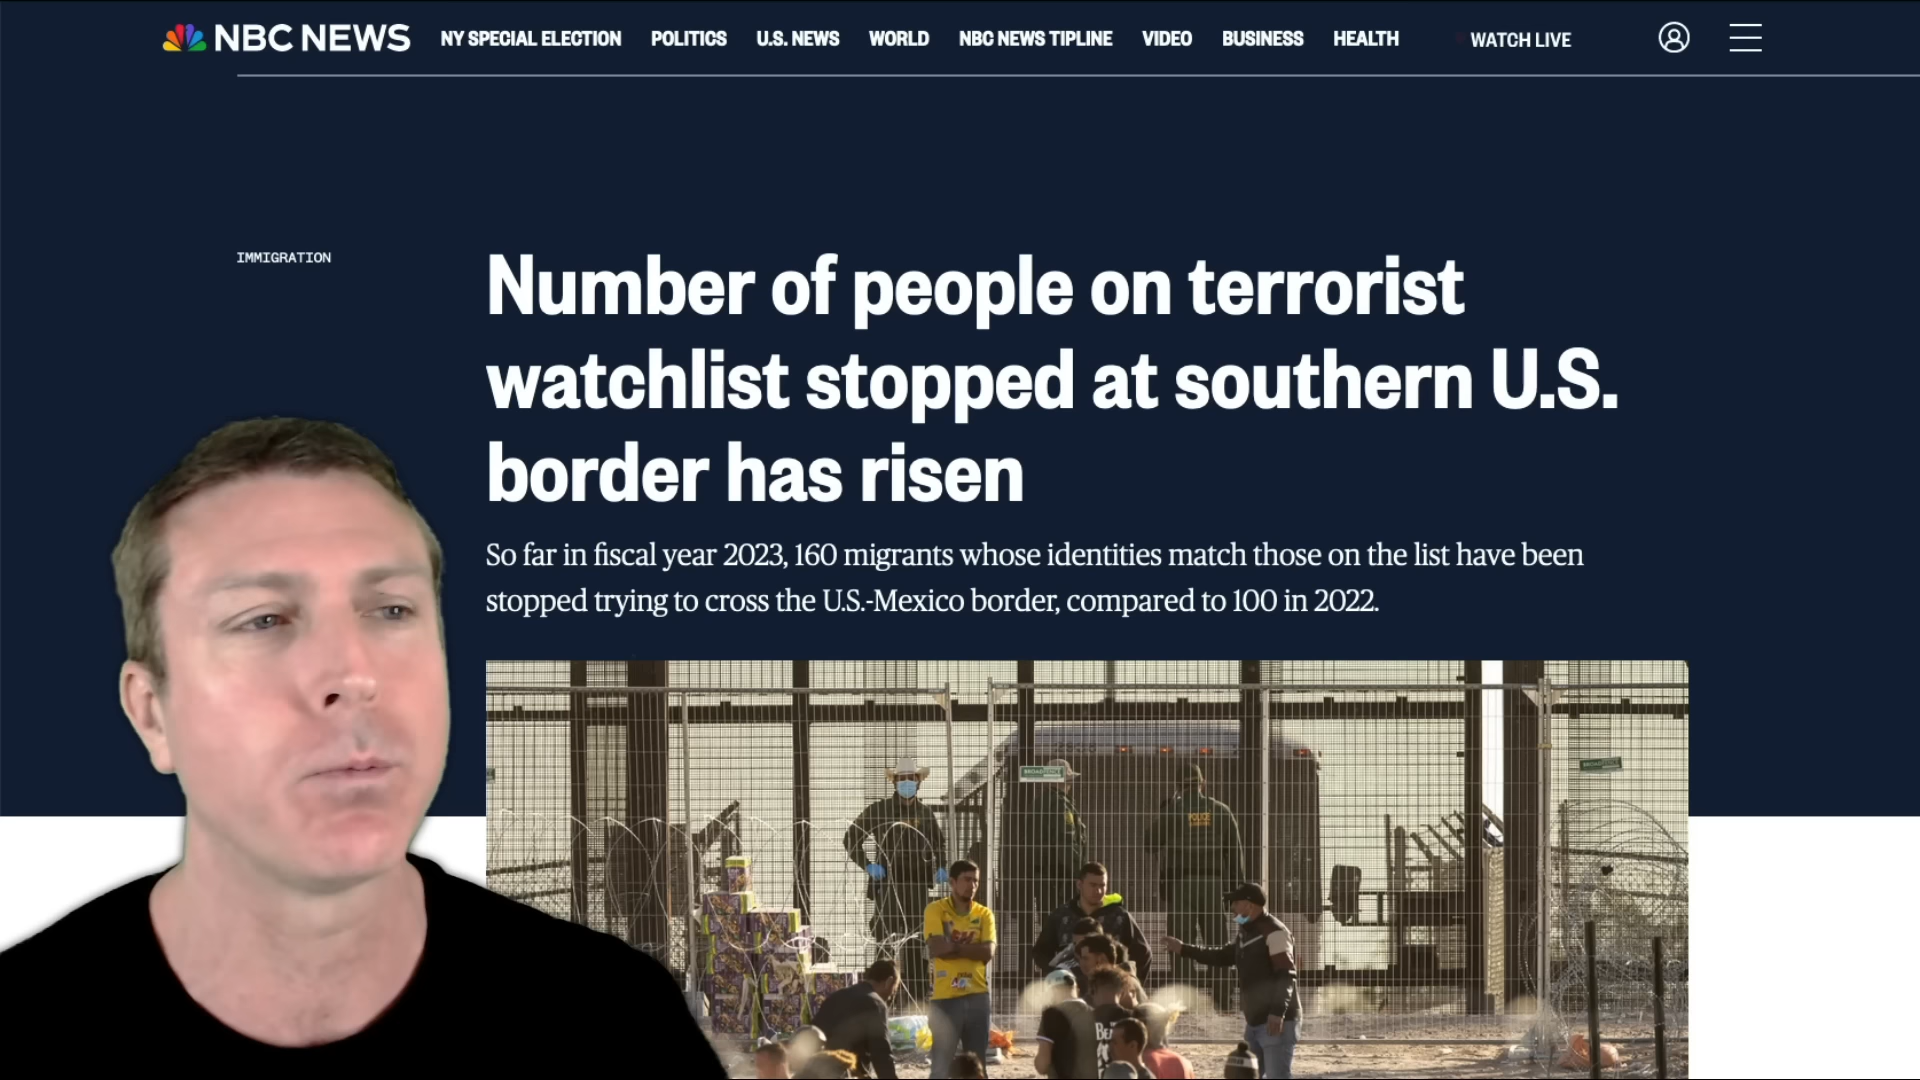 NBC NEWS NY SPECIAL ELECTION POLITICS U.S. NEWS WORLD NBC NEWS TIPLINE VIDEO BUSINESS HEALTH WATCH LIVE
IMMIGRATION
Number of people on terrorist
watchlist stopped at southern U.S.
border has risen
So far in fiscal year 2023, 160 migrants whose identities match those on the list have been
stopped trying to cross the U.S.-Mexico border, compared to 100 in 2022.
POLICE